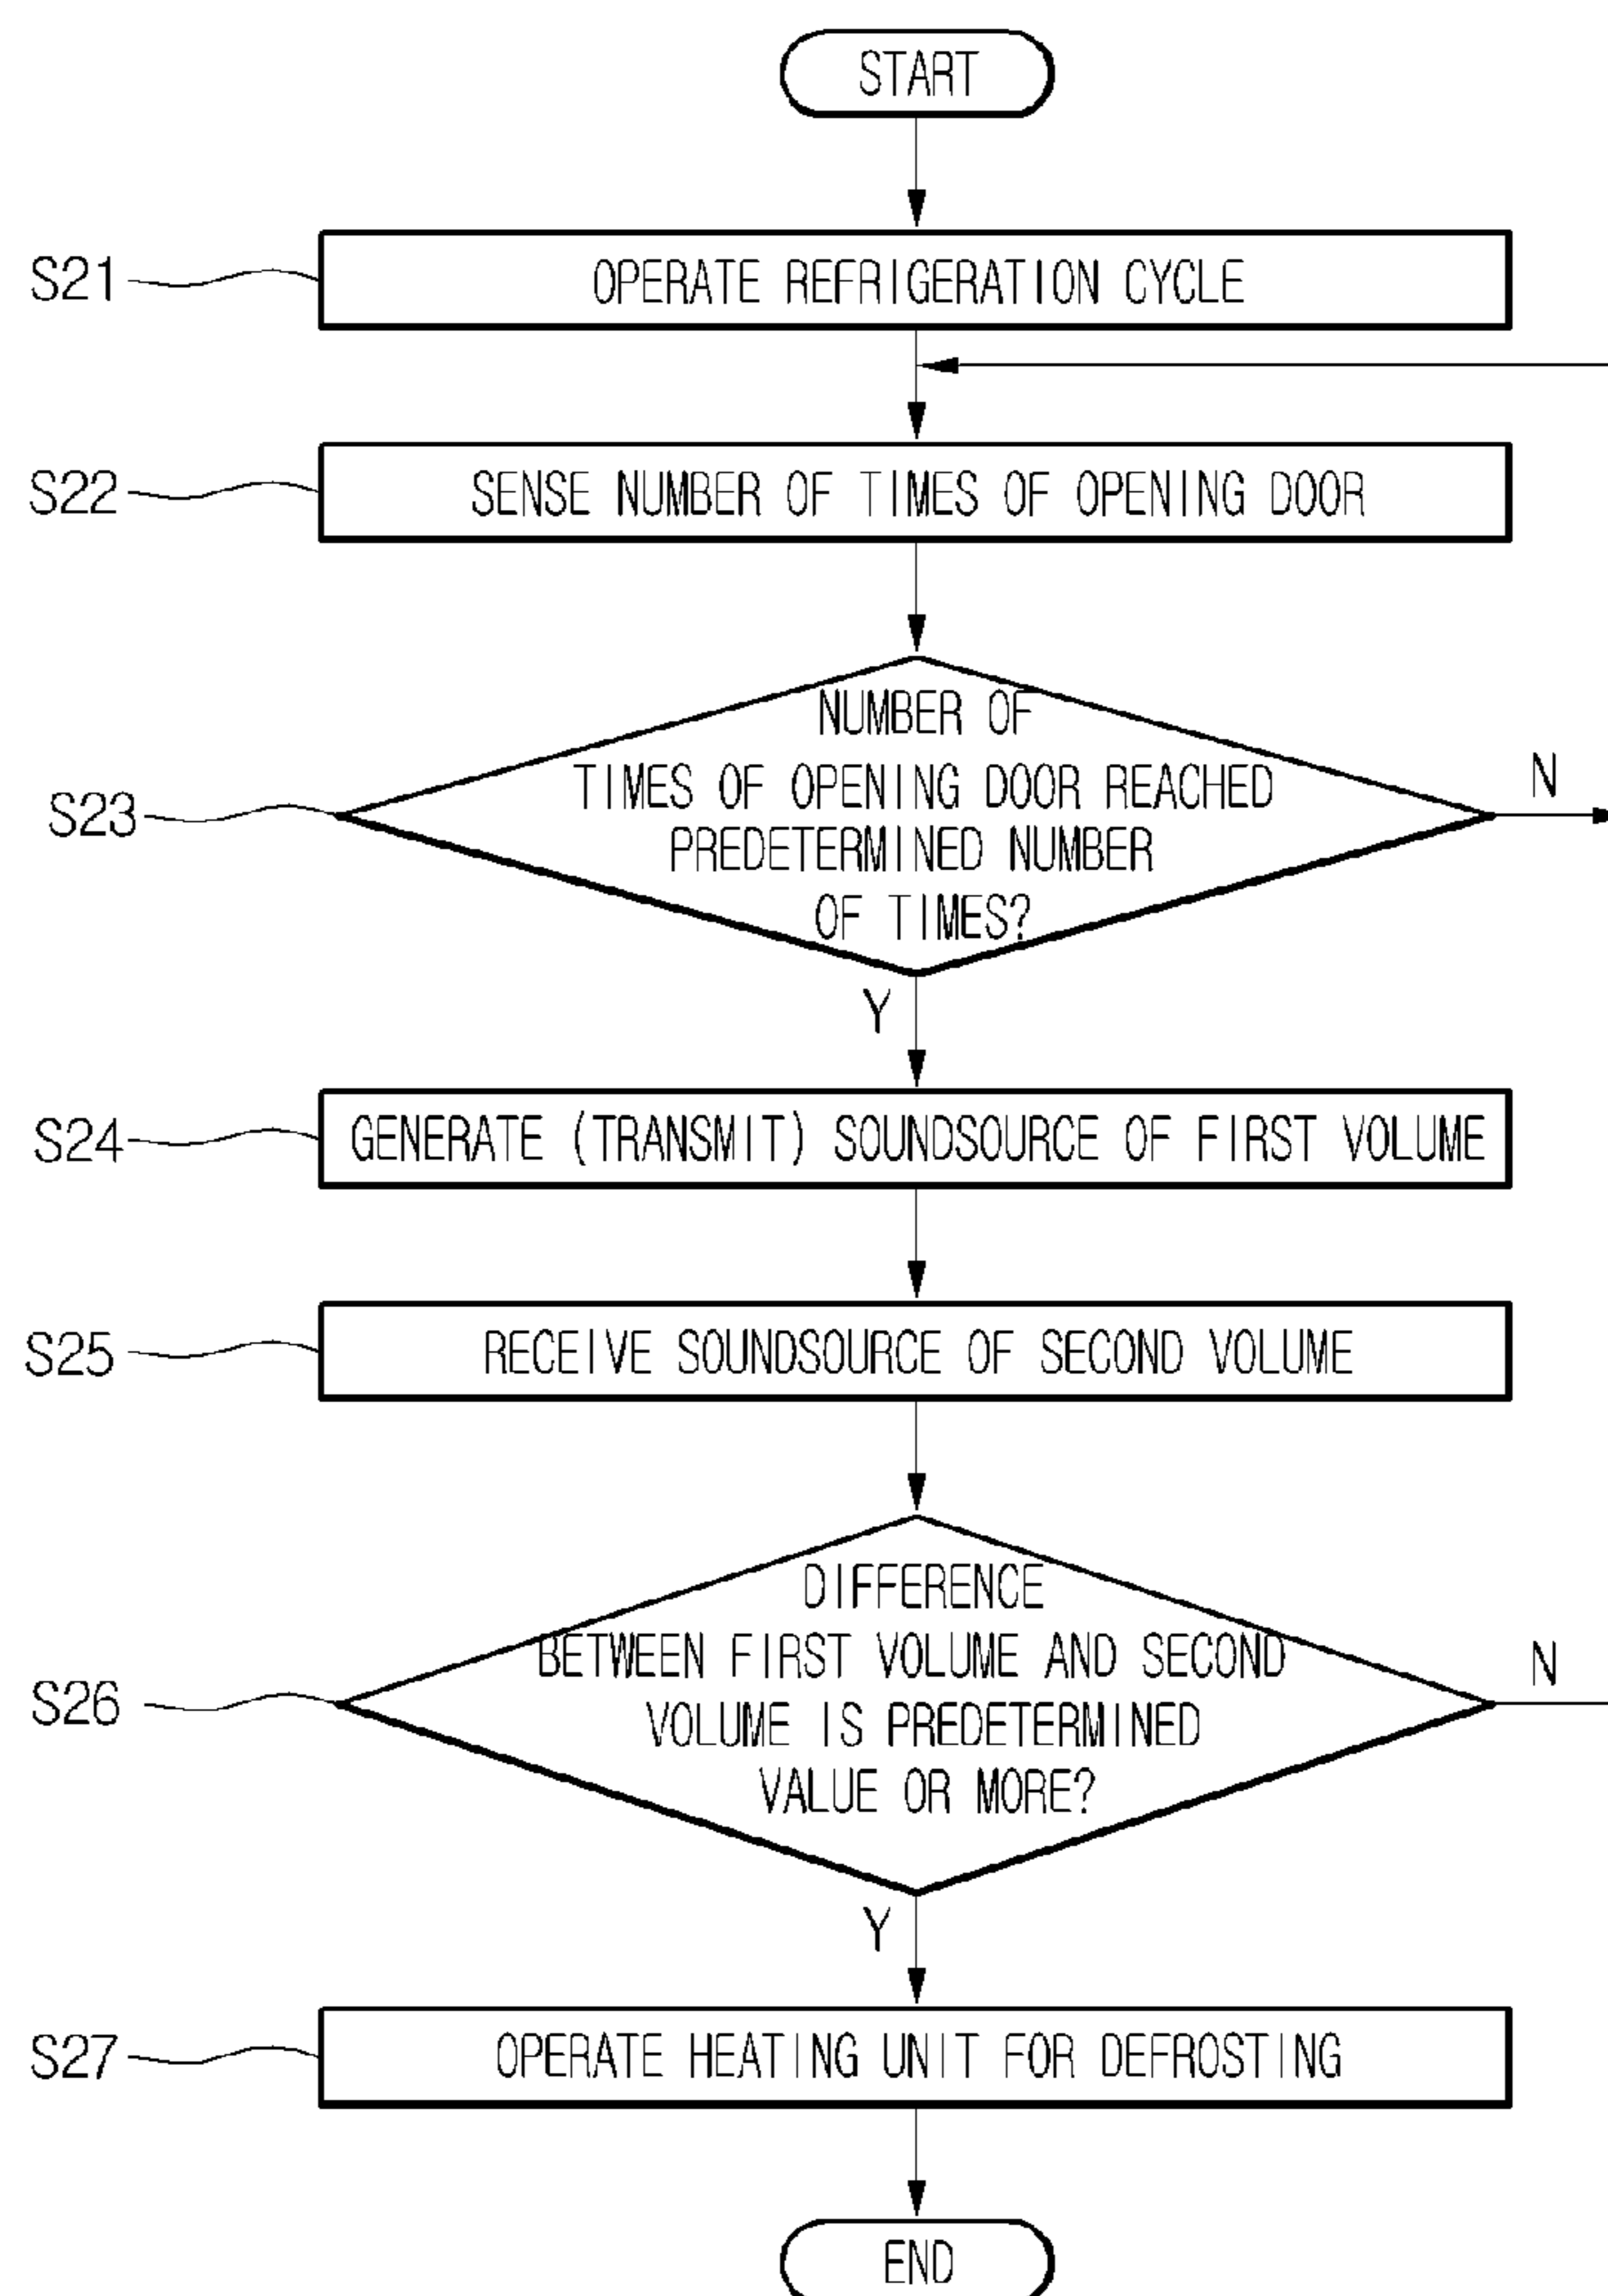 START
S21
OPERATE REFRIGERATION CYCLE
S22
SENSE NUMBER OF TIMES OF OPENING DOOR
S23
NUMBER OF
TIMES OF OPENING DOOR REACHED
PREDETERMINED NUMBER
OF TIMES?
N
Y
S24
GENERATE (TRANSMIT) SOUNDSOURCE OF FIRST VOLUME
S25
RECEIVE SOUNDSOURCE OF SECOND VOLUME
S26
DIFFERENCE
BETWEEN FIRST VOLUME AND SECOND
VOLUME IS PREDETERMINED
VALUE OR MORE?
N
Y
S27
OPERATE HEATING UNIT FOR DEFROSTING
END